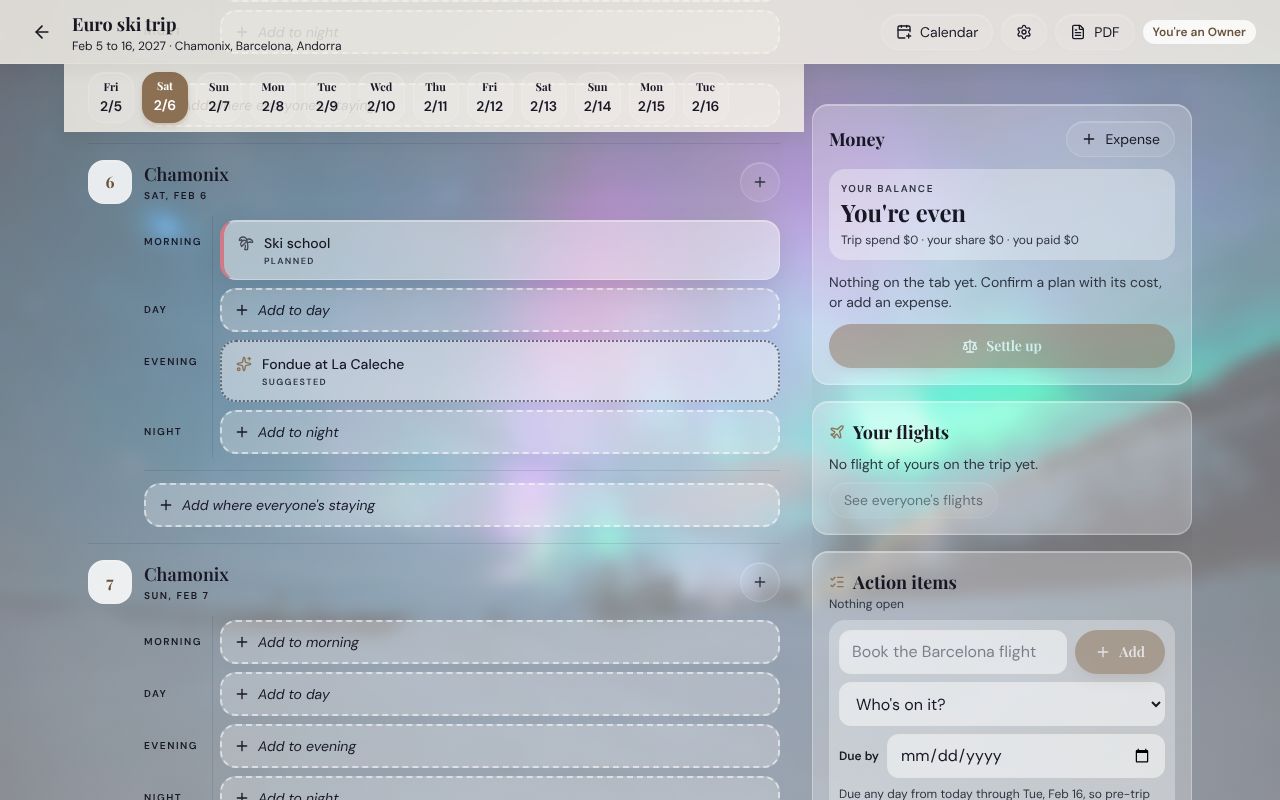 Euro ski trip
Feb 5 to 16, 2027 · Chamonix, Barcelona, Andorra
Add to night
Calendar
PDF
You're an Owner
Fri
2/5
Sat
2/6
Sun
2/7
Mon
2/8
Tue
2/9
Wed
2/10
Thu
2/11
Fri
2/12
Sat
2/13
Sun
2/14
Mon
2/15
Tue
2/16
Add where everyone's staying
6
Chamonix
SAT, FEB 6
MORNING
Ski school
PLANNED
DAY
Add to day
EVENING
Fondue at La Caleche
SUGGESTED
NIGHT
Add to night
Add where everyone's staying
7
Chamonix
SUN, FEB 7
MORNING
Add to morning
DAY
Add to day
EVENING
Add to evening
NIGHT
Add to night
Money
Expense
YOUR BALANCE
You're even
Trip spend $0 · your share $0 · you paid $0
Nothing on the tab yet. Confirm a plan with its cost,
or add an expense.
Settle up
Your flights
No flight of yours on the trip yet.
See everyone's flights
Action items
Nothing open
Book the Barcelona flight
Add
Who's on it?
Due by
mm/dd/yyyy
Due any day from today through Tue, Feb 16, so pre-trip